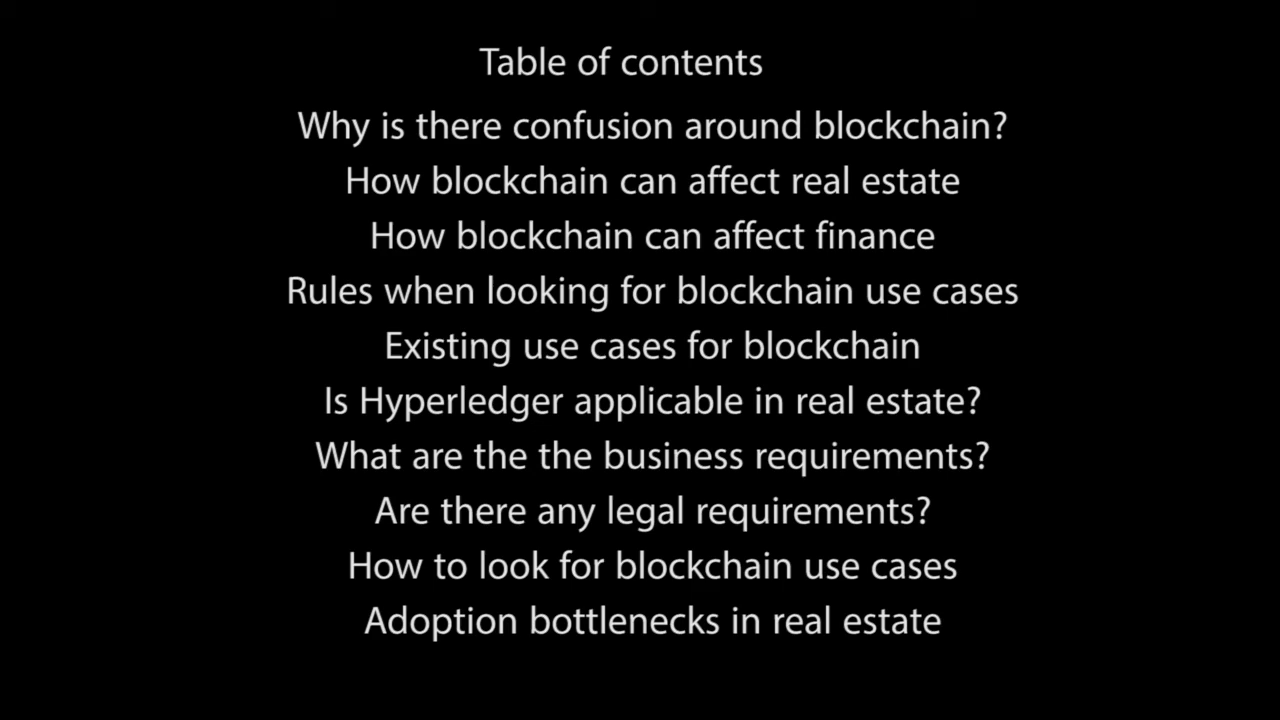 Table of contents
Why is there confusion around blockchain?
How blockchain can affect real estate
How blockchain can affect finance
Rules when looking for blockchain use cases
Existing use cases for blockchain
Is Hyperledger applicable in real estate?
What are the the business requirements?
Are there any legal requirements?
How to look for blockchain use cases
Adoption bottlenecks in real estate